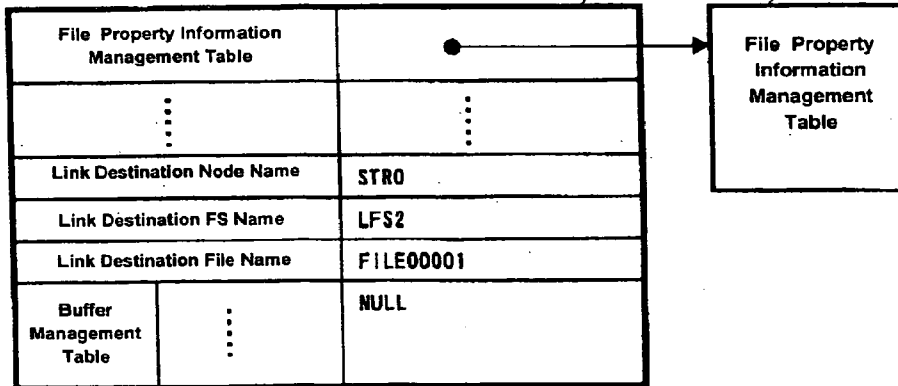 File Property Information
Management Table
File Property
Information
Management
Table
Link Destination Node Name
STR0
Link Destination FS Name
LFS2
Link Destination File Name
FILE00001
Buffer
Management
Table
NULL